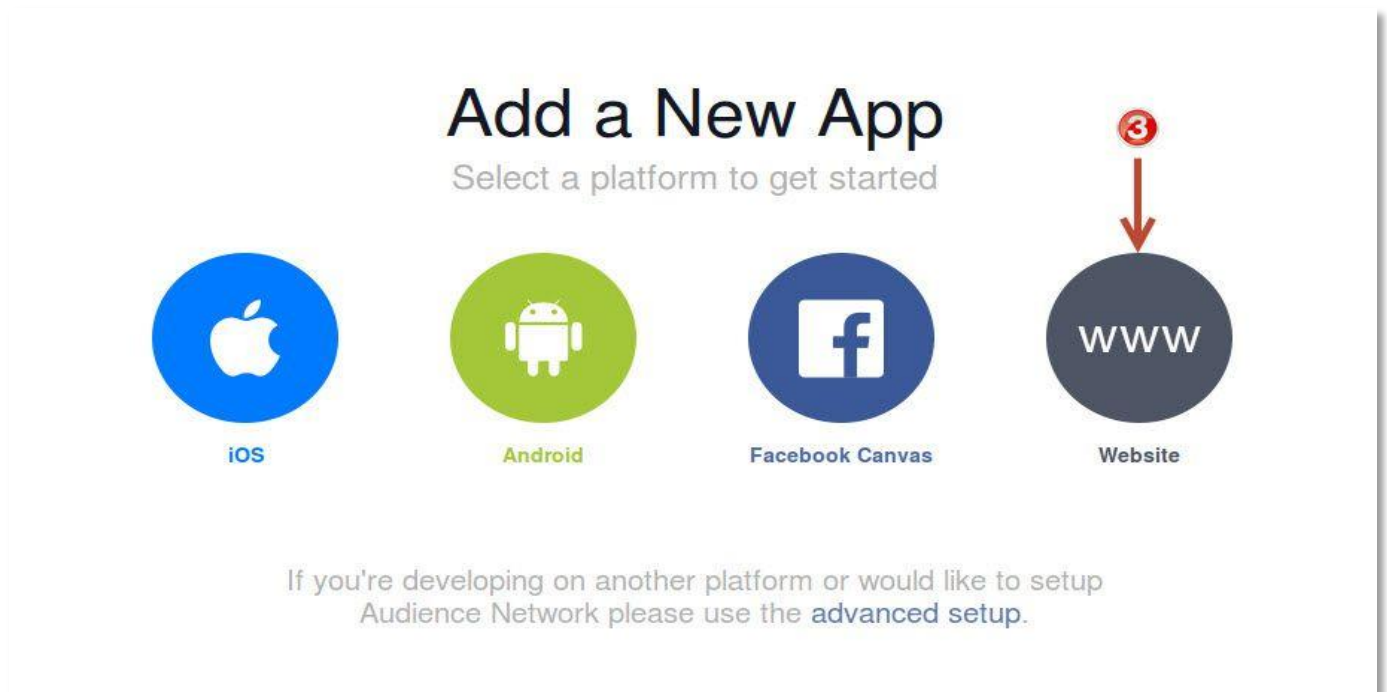 Add a New App
3
Select a platform to get started
www
iOS
Android
Facebook Canvas
Website
If you're developing on another platform or would like to setup
Audience Network please use the advanced setup.